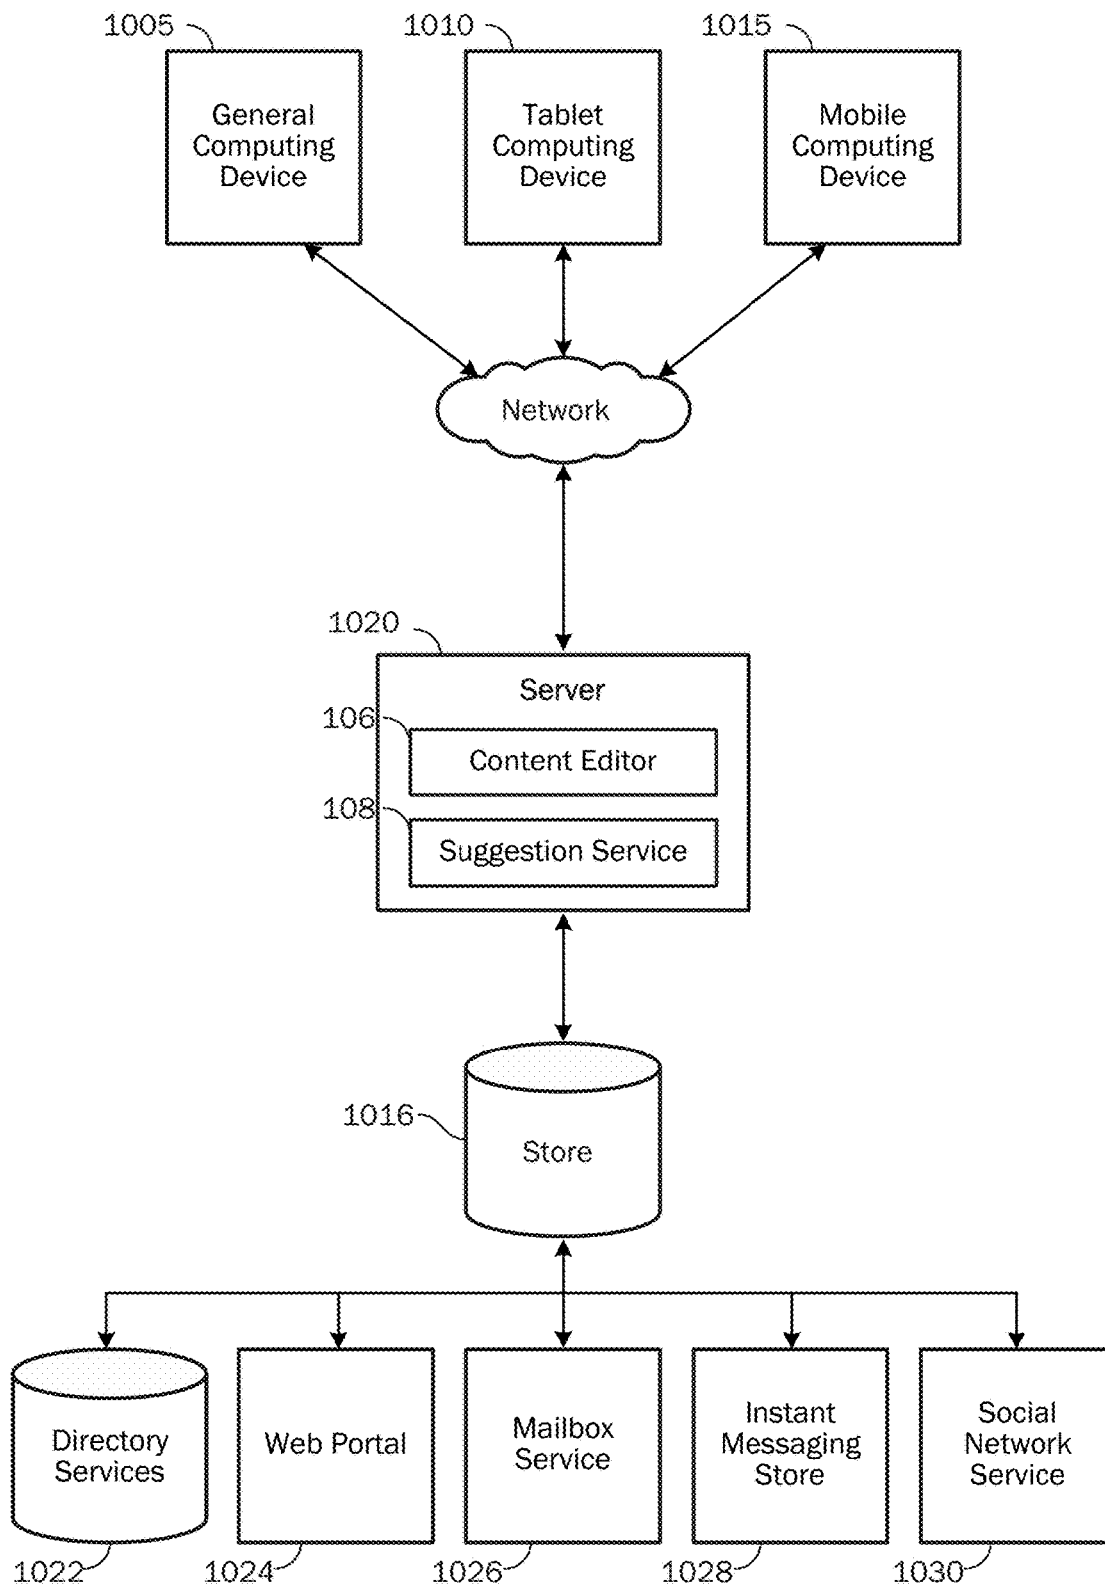 1005 1010 1015
General Computing Device
Tablet Computing Device
Mobile Computing Device
Network
1020
Server
106
Content Editor
108
Suggestion Service
1016
Store
Directory Services
Web Portal
Mailbox Service
Instant Messaging Store
Social Network Service
1022 1024 1026 1028 1030